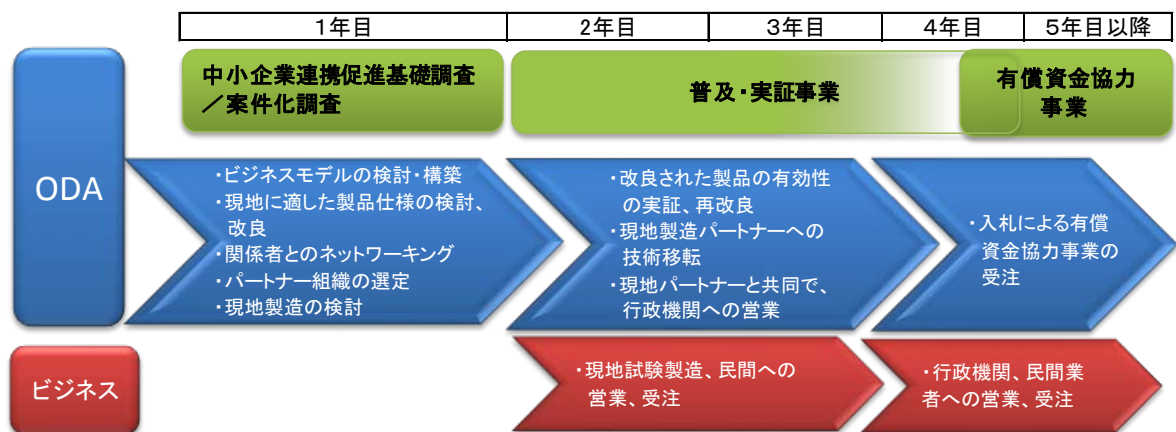 1年目
2年目
3年目
4年目
5年目以降
中小企業連携促進基礎調査
／案件化調査
普及・実証事業
有償資金協力
事業
ODA
・ビジネスモデルの検討・構築
・現地に適した製品仕様の検討、
改良
・関係者とのネットワーキング
・パートナー組織の選定
・現地製造の検討
・改良された製品の有効性
の実証、再改良
・現地製造パートナーへの
技術移転
・現地パートナーと共同で、
行政機関への営業
・入札による有償
資金協力事業の
受注
ビジネス
・現地試験製造、民間への
営業、受注
・行政機関、民間業
者への営業、受注